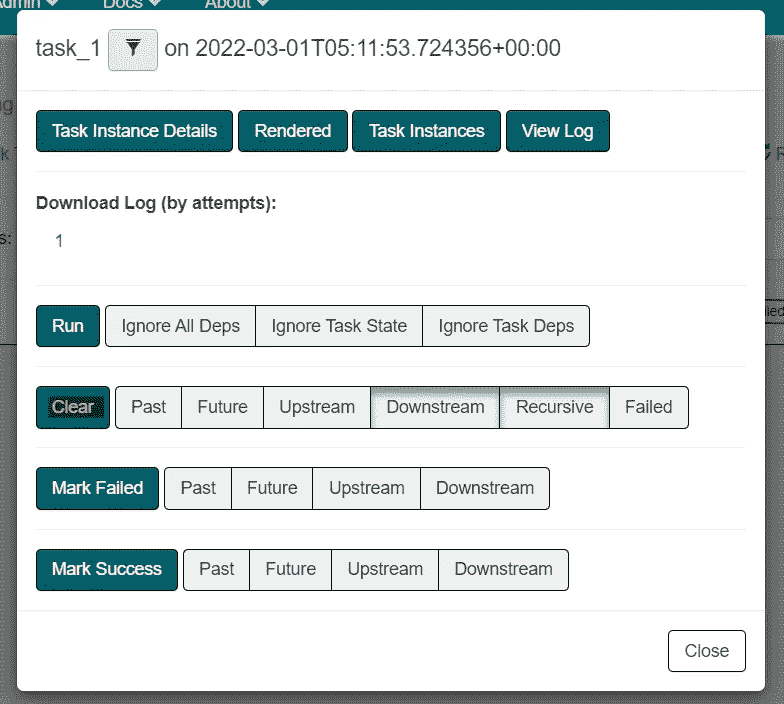 Admin Docs About
task_1 on 2022-03-01T05:11:53.724356+00:00
Task Instance Details Rendered Task Instances View Log
Download Log (by attempts):
1
Run Ignore All Deps Ignore Task State Ignore Task Deps
Clear Past Future Upstream Downstream Recursive Failed
Mark Failed Past Future Upstream Downstream
Mark Success Past Future Upstream Downstream
Close